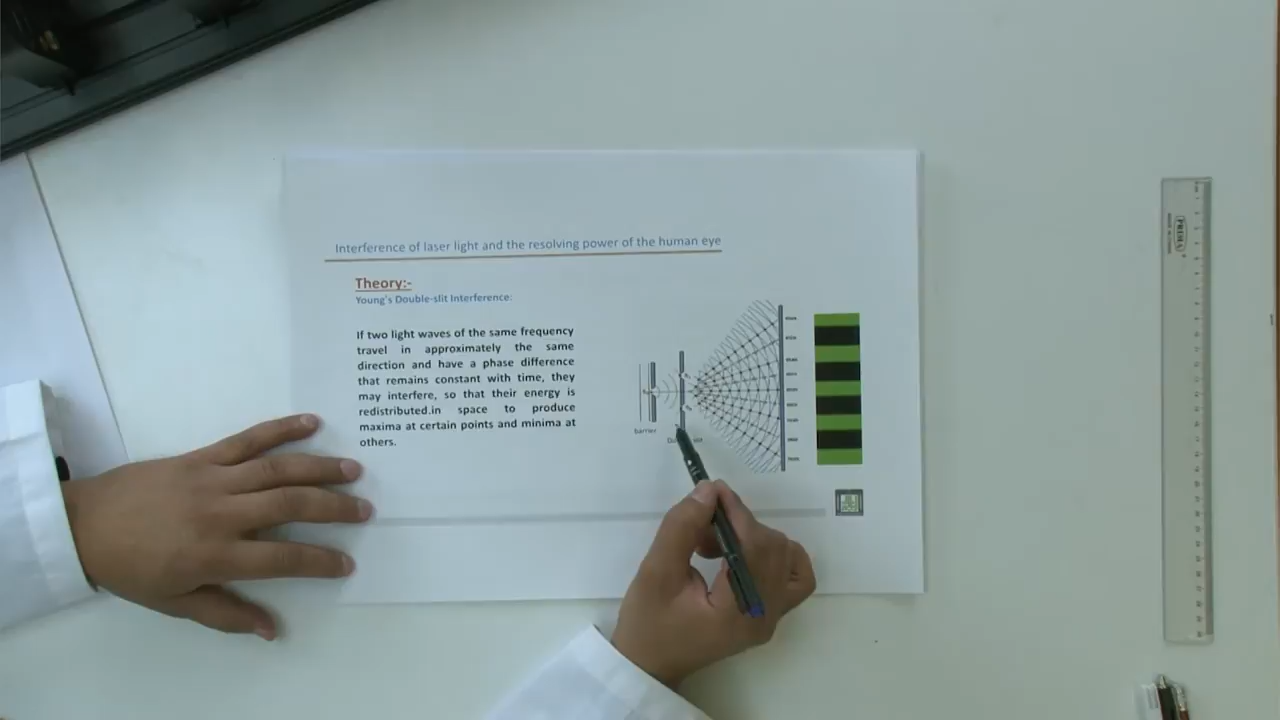 Interference of laser light and the resolving power of the human eye
Theory:-
Young's Double-slit Interference:
If two light waves of the same frequency
travel in approximately the same
direction and have a phase difference
that remains constant with time, they
may interfere, so that their energy is
redistributed.in space to produce
maxima at certain points and minima at
others.
barrier